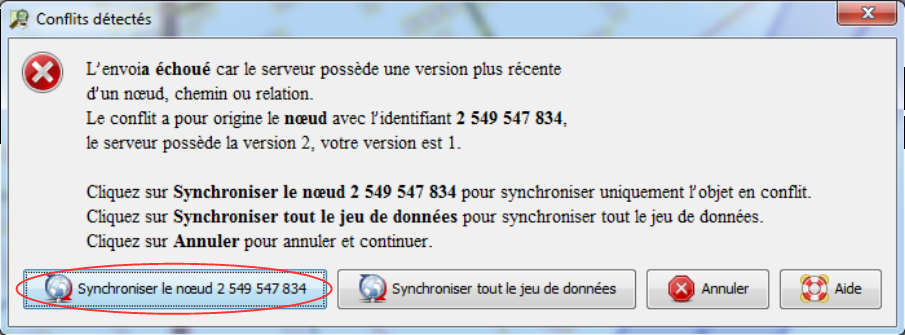 Conflits détectés
L'envoia échoué car le serveur possède une version plus récente
d'un nœud, chemin ou relation.
Le conflit a pour origine le nœud avec l'identifiant 2 549 547 834,
le serveur possède la version 2, votre version est 1.
Cliquez sur Synchroniser le nœud 2 549 547 834 pour synchroniser uniquement l'objet en conflit.
Cliquez sur Synchroniser tout le jeu de données pour synchroniser tout le jeu de données.
Cliquez sur Annuler pour annuler et continuer.
Synchroniser le nœud 2 549 547 834 Synchroniser tout le jeu de données Annuler Aide